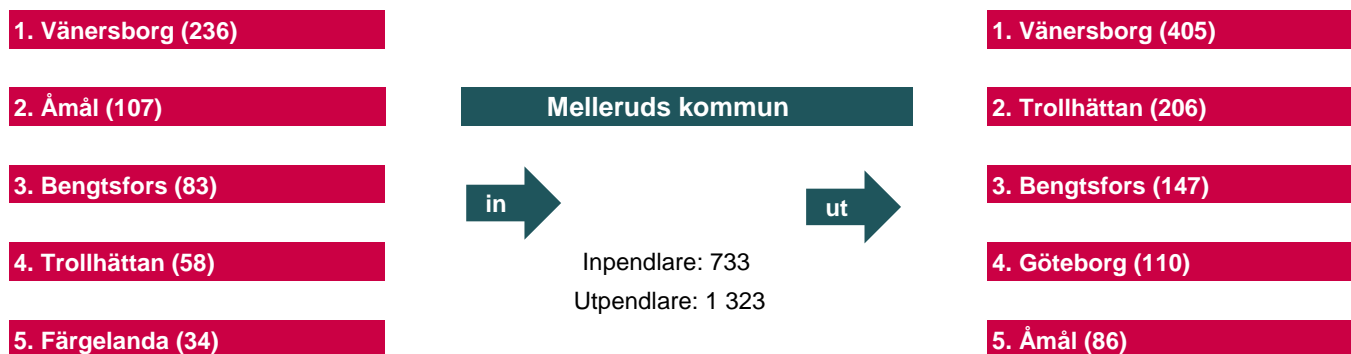 1. Vänersborg (236)
2. Åmål (107)
3. Bengtsfors (83)
4. Trollhättan (58)
5. Färgelanda (34)
Melleruds kommun
in
ut
Inpendlare: 733
Utpendlare: 1 323
1. Vänersborg (405)
2. Trollhättan (206)
3. Bengtsfors (147)
4. Göteborg (110)
5. Åmål (86)